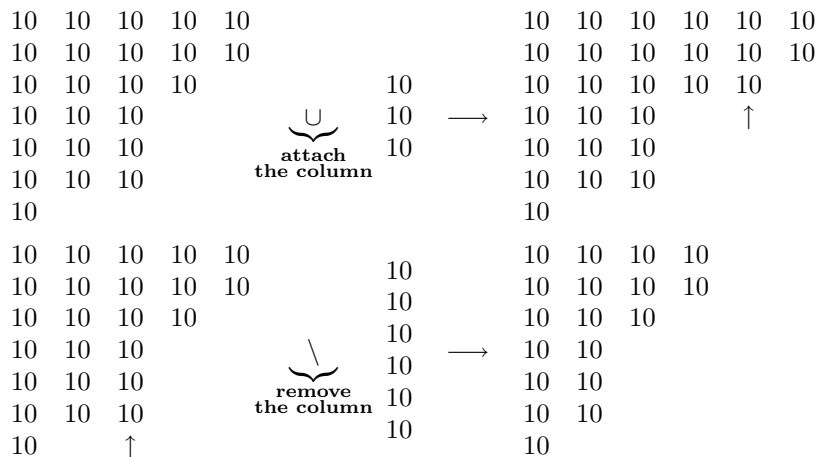 10 10 10 10 10 10 10 10 10 10 10
10 10 10 10 10 10 10 10 10 10 10
10 10 10 10 10 10 10 10 10 10
10 10 10 ∪ 10 ⟶ 10 10 10 ↑
10 10 10 attach 10 10 10 10
10 10 10 the column 10 10 10
10 10
10 10 10 10 10 10 10 10 10
10 10 10 10 10 10 10 10 10 10
10 10 10 10 10 10 10 10
10 10 10 \ 10 ⟶ 10 10
10 10 10 remove 10 10 10
10 10 10 the column 10 10 10
10 ↑ 10 10